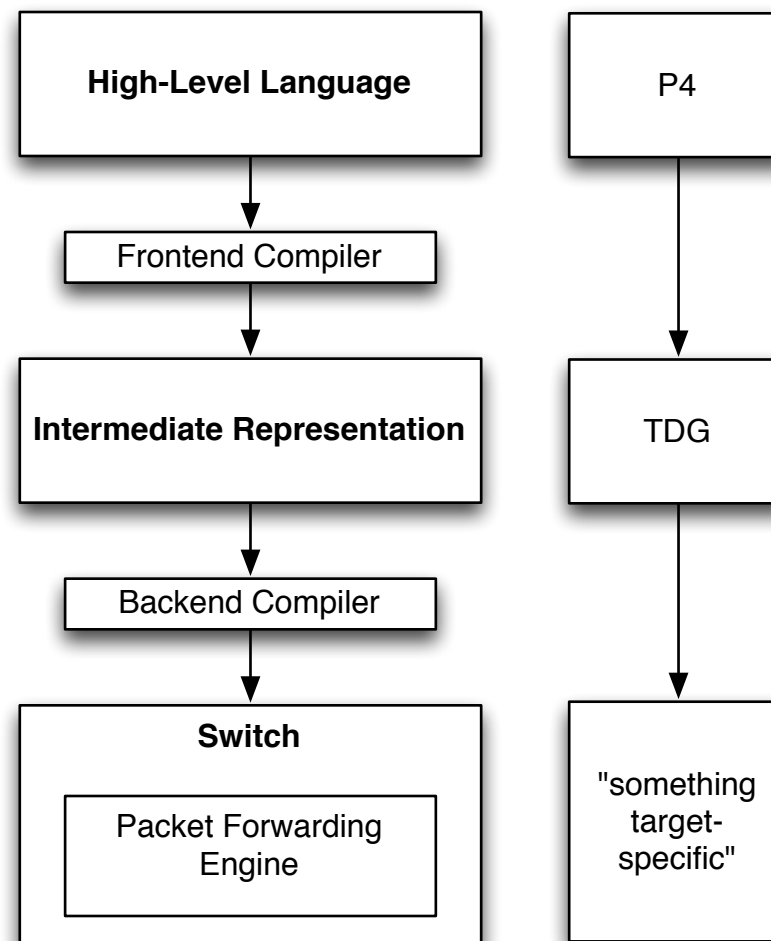 High-Level Language
P4
Frontend Compiler
Intermediate Representation
TDG
Backend Compiler
Switch
Packet Forwarding
Engine
"something
target-
specific"